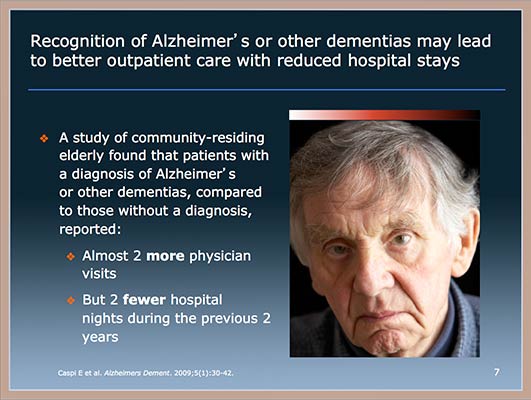 Recognition of Alzheimer's or other dementias may lead
to better outpatient care with reduced hospital stays
A study of community-residing
elderly found that patients with
a diagnosis of Alzheimer's
or other dementias, compared
to those without a diagnosis,
reported:
Almost 2 more physician
visits
But 2 fewer hospital
nights during the previous 2
years
Caspi E et al. Alzheimers Dement. 2009;5(1):30-42.
7